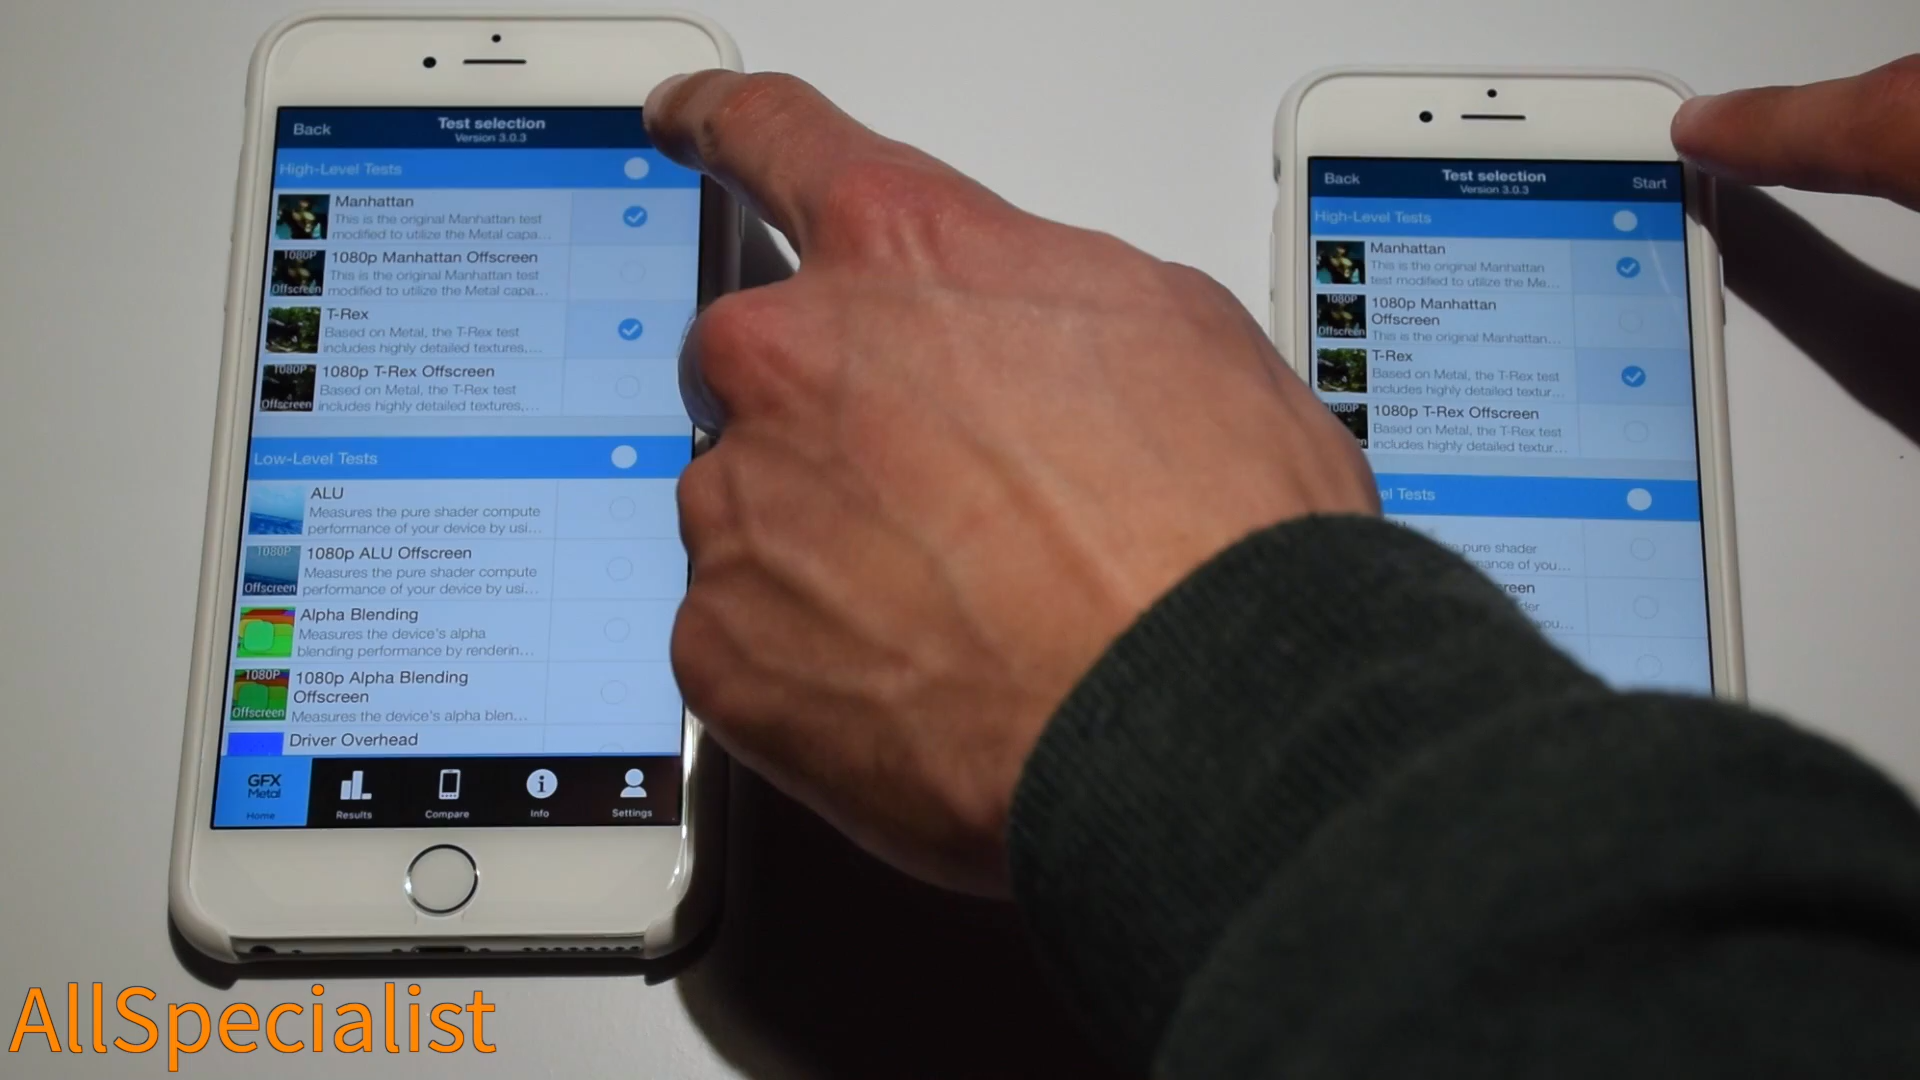 Back
Test selection
Version 3.0.3
High-Level Tests
Manhattan
This is the original Manhattan test
modified to utilize the Metal capa...
1080P
Offscreen
1080p Manhattan Offscreen
This is the original Manhattan test
modified to utilize the Metal capa...
T-Rex
Based on Metal, the T-Rex test
includes highly detailed textures,...
1080P
Offscreen
1080p T-Rex Offscreen
Based on Metal, the T-Rex test
includes highly detailed textures,...
Low-Level Tests
ALU
Measures the pure shader compute
performance of your device by usi...
1080P
Offscreen
1080p ALU Offscreen
Measures the pure shader compute
performance of your device by usi...
Alpha Blending
Measures the device's alpha
blending performance by renderin...
1080P
Offscreen
1080p Alpha Blending
Offscreen
Measures the device's alpha blen...
Driver Overhead
GFX
Metal
Home
Results
Compare
Info
Settings
Back
Test selection
Version 3.0.3
Start
High-Level Tests
Manhattan
This is the original Manhattan
test modified to utilize the Me...
1080P
Offscreen
1080p Manhattan
Offscreen
This is the original Manhattan...
T-Rex
Based on Metal, the T-Rex test
includes highly detailed textur...
1080P
1080p T-Rex Offscreen
Based on Metal, the T-Rex test
includes highly detailed textur...
Tests
pure shader
of you...
you...
AllSpecialist